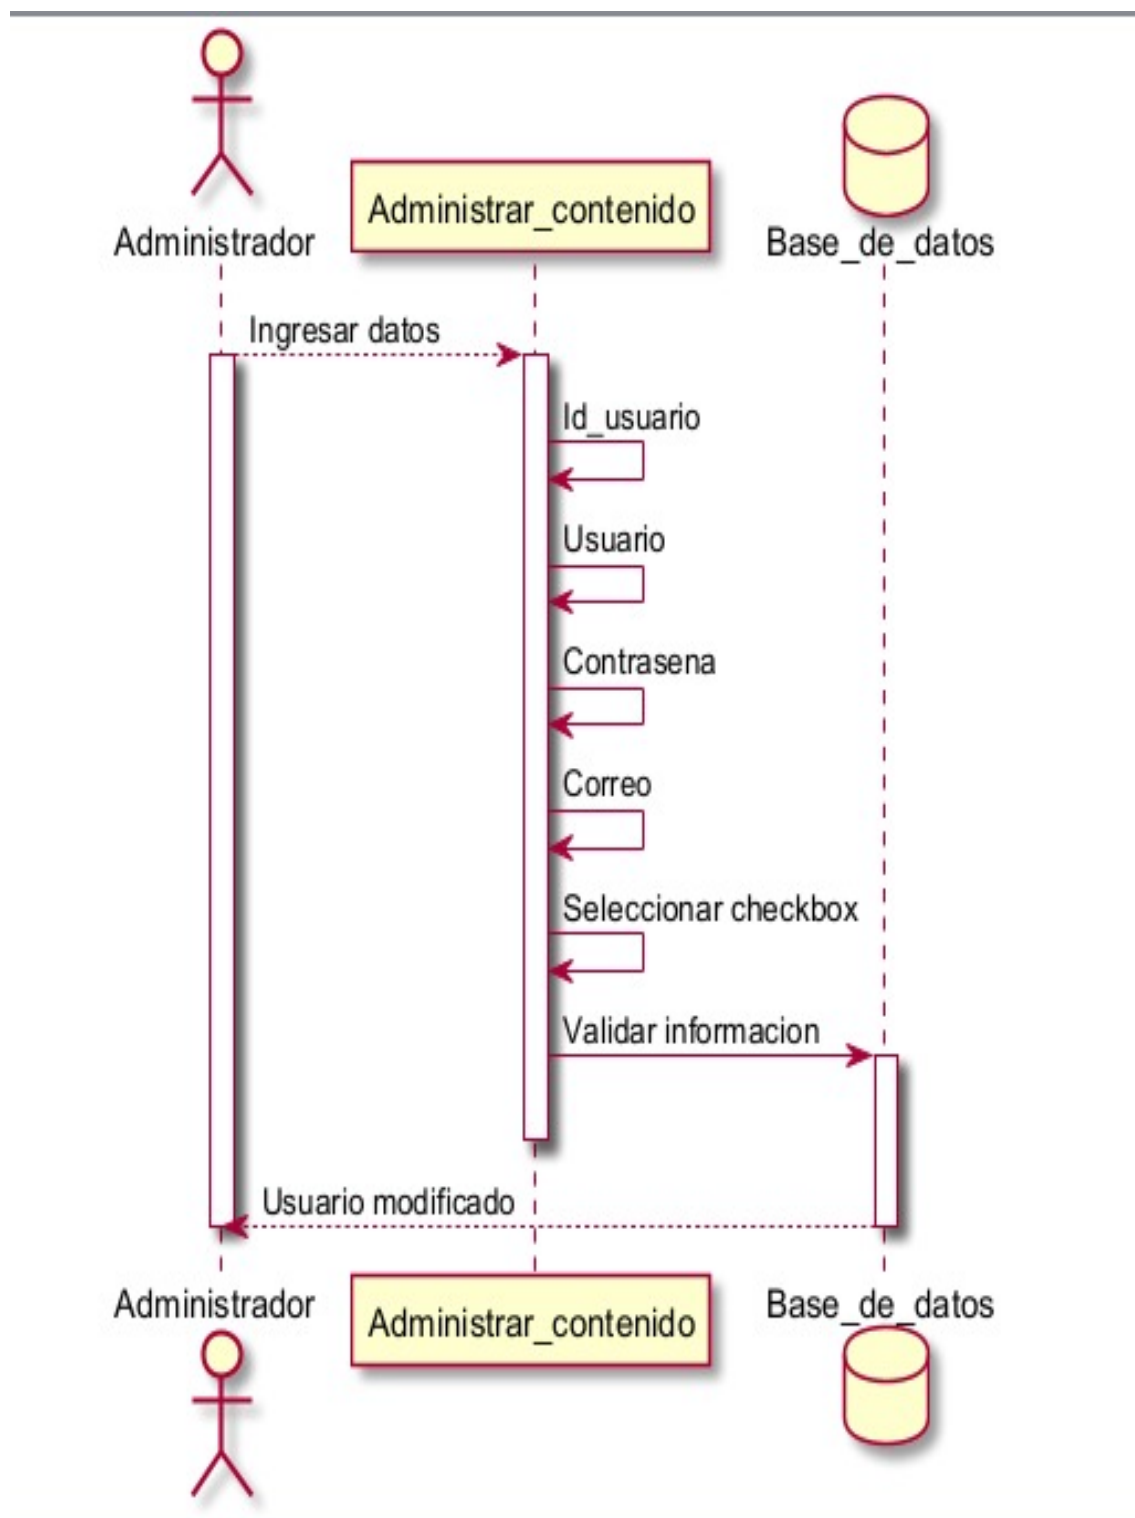 Administrador
Administrar_contenido
Base_de_datos
Ingresar datos
Id_usuario
Usuario
Contrasena
Correo
Seleccionar checkbox
Validar informacion
Usuario modificado
Administrador
Administrar_contenido
Base_de_datos